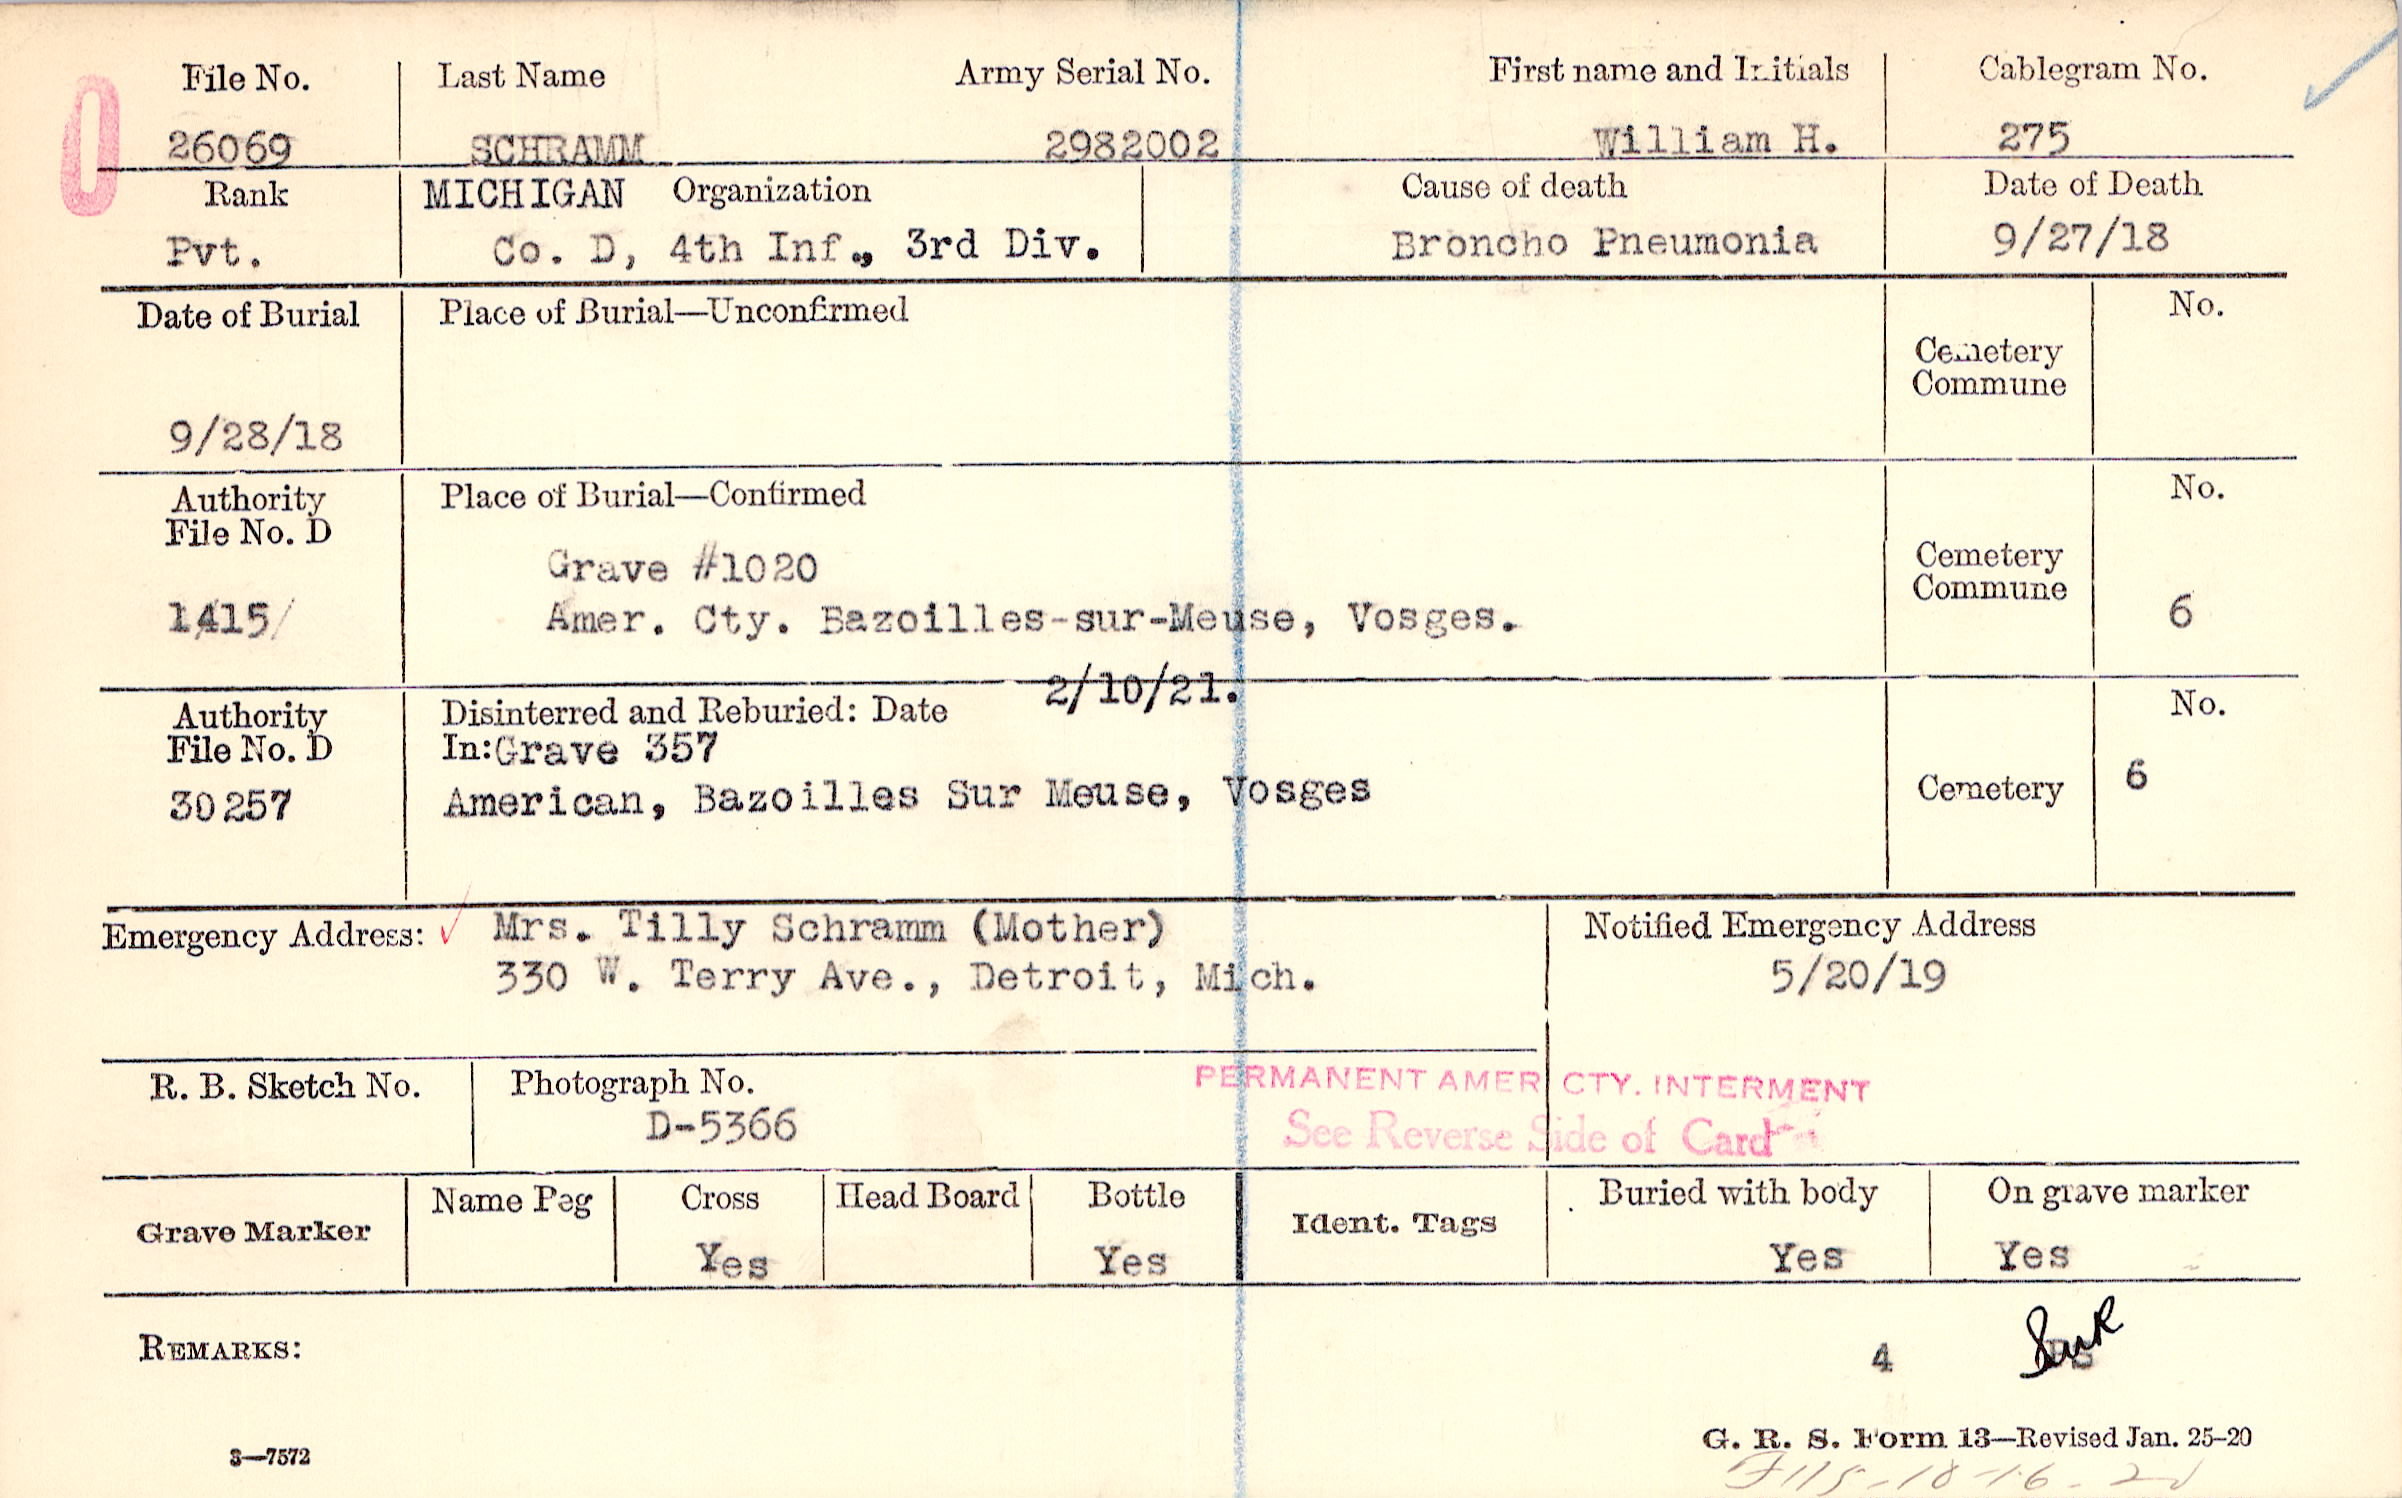 File No. Last Name Army Serial No. First name and Initials Cablegram No.
26069 SCHRAMM 2982002 William H. 275
Rank MICHIGAN Organization Cause of death Date of Death
Pvt. Co. D, 4th Inf., 3rd Div. Broncho Pneumonia 9/27/18
Date of Burial Place of Burial—Unconfirmed No.
Cemetery
Commune
9/28/18
Authority Place of Burial—Confirmed No.
File No. D
Grave #1020 Cemetery
Commune
1415/ Amer. Cty. Bazoilles-sur-Meuse, Vosges. 6
2/10/21.
Authority Disinterred and Reburied: Date No.
File No. D In: Grave 357
30257 American, Bazoilles Sur Meuse, Vosges Cemetery 6
Emergency Address: Mrs. Tilly Schramm (Mother) Notified Emergency Address
330 W. Terry Ave., Detroit, Mich. 5/20/19
R. B. Sketch No. Photograph No. PERMANENT AMER CTY. INTERMENT
D-5366 See Reverse Side of Card
Name Peg Cross Head Board Bottle Buried with body On grave marker
Grave Marker Ident. Tags
Yes Yes Yes Yes
REMARKS: 4
G. R. S. Form 13—Revised Jan. 25-20
3—7572